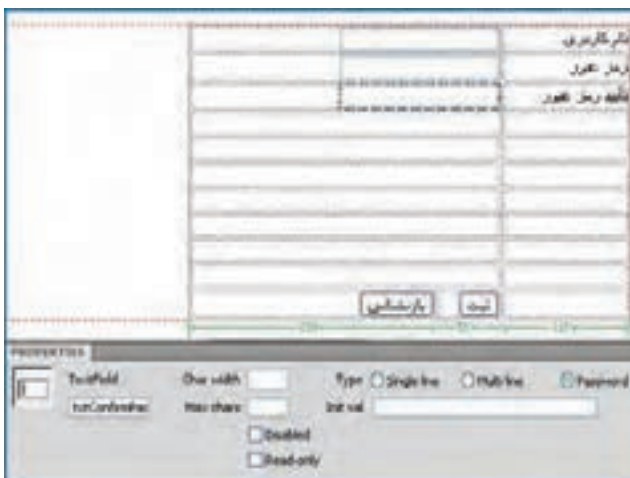 نام کاربری
رمز عبور
تأیید رمز عبور
ثبت
PROPERTIES
TextField
Char width
Type
Single line
Multi line
Password
Max chars
Init val
Disabled
Read-only